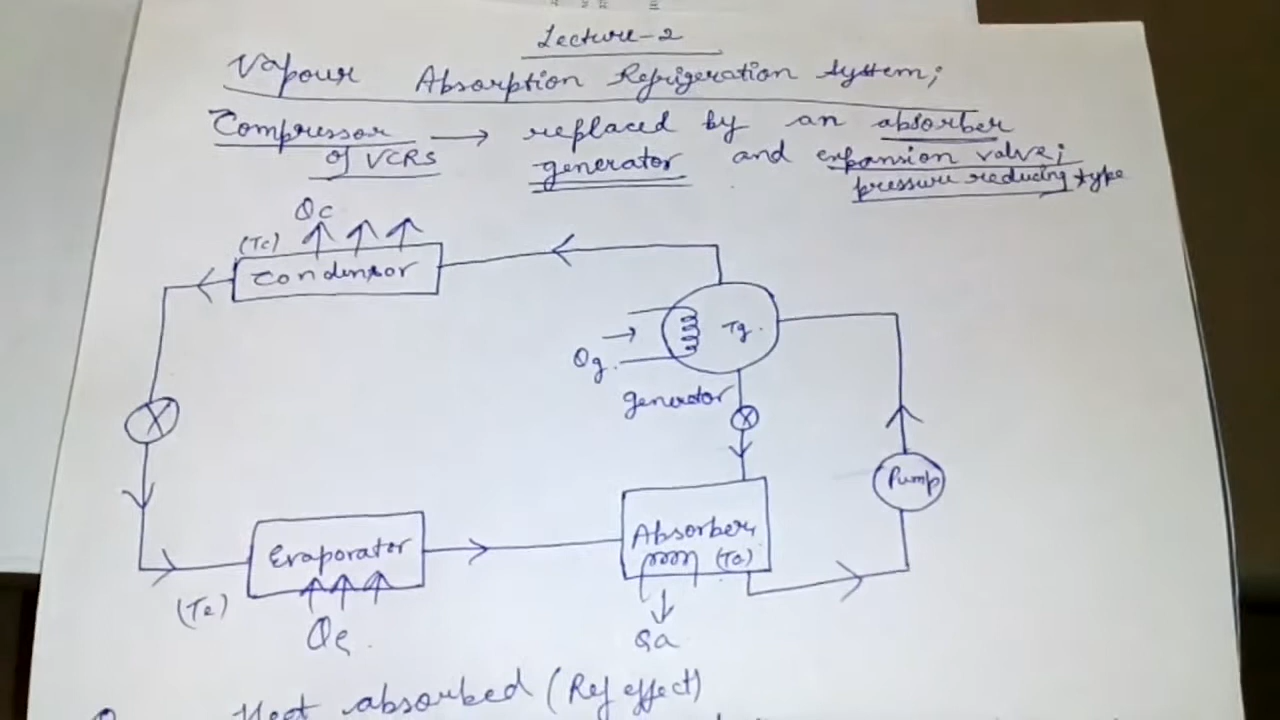 Lecture-2
Vapour Absorption Refrigeration System;
Compressor → replaced by an absorber
of VCRS generator and expansion valve;
pressure reducing type
Qc
(Tc)
Condensor
Tg.
Qg.
generator
Pump
Absorber,
(Ta)
Evaporator
(Te)
Qe.
Qa
Heat absorbed (Ref effect)